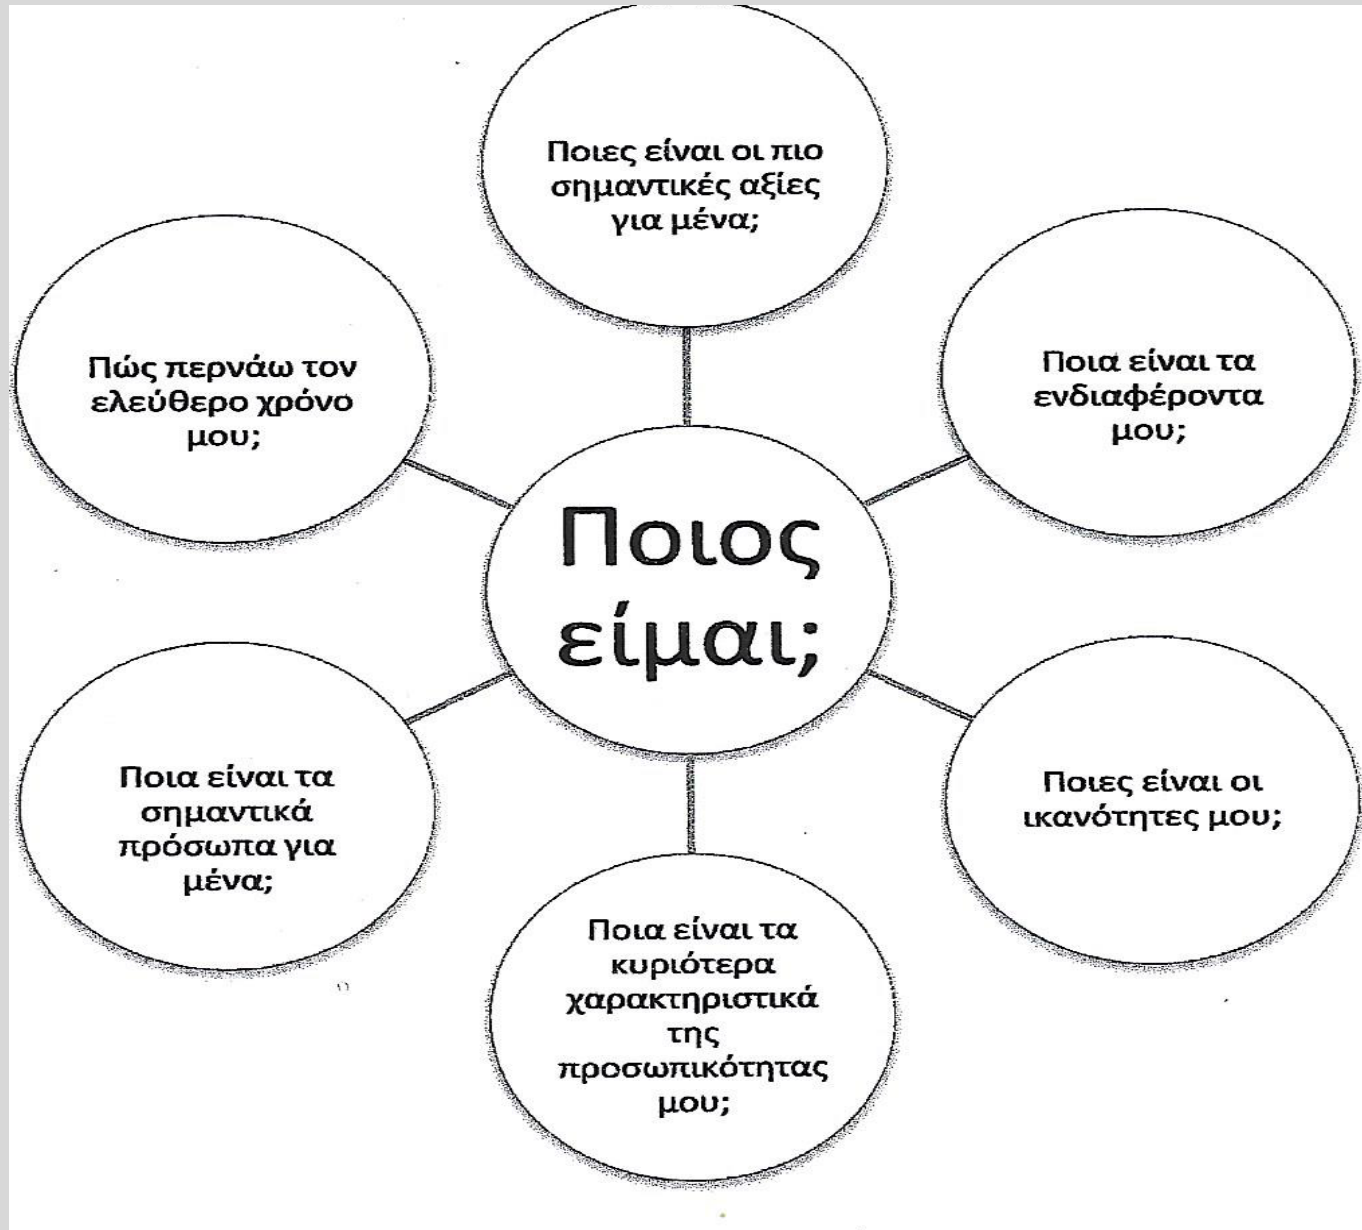 Ποιες είναι οι πιο
σημαντικές αξίες
για μένα;
Πώς περνάω τον
ελεύθερο χρόνο
μου;
Ποια είναι τα
ενδιαφέροντα
μου;
Ποιος
είμαι;
Ποια είναι τα
σημαντικά
πρόσωπα για
μένα;
Ποιες είναι οι
ικανότητες μου;
Ποια είναι τα
κυριότερα
χαρακτηριστικά
της
προσωπικότητας
μου;